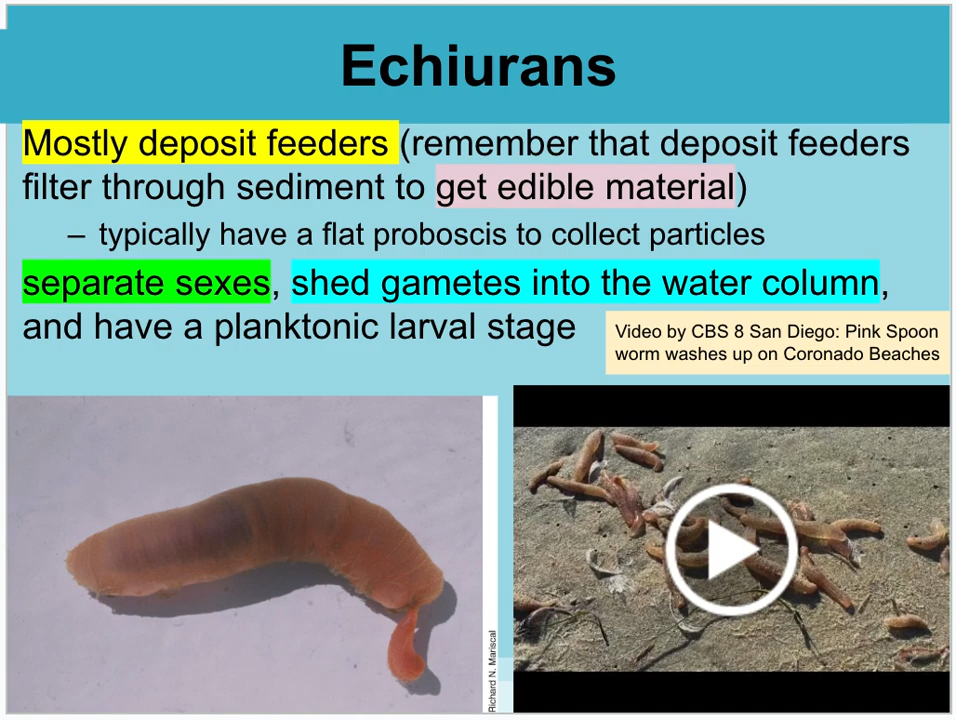 Echiurans
Mostly deposit feeders (remember that deposit feeders
filter through sediment to get edible material)
– typically have a flat proboscis to collect particles
separate sexes, shed gametes into the water column,
and have a planktonic larval stage
Video by CBS 8 San Diego: Pink Spoon
worm washes up on Coronado Beaches
Richard N. Mariscal